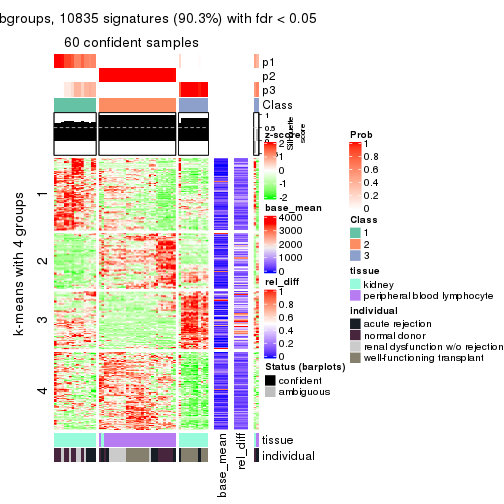 bgroups, 10835 signatures (90.3%) with fdr < 0.05
60 confident samples
p1
p2
p3
Class
1
0.5
0
Silhouette
score
z-score
2
1
0
-1
-2
base_mean
4000
3000
2000
1000
0
rel_diff
1
0.8
0.6
0.4
0.2
0
Status (barplots)
confident
ambiguous
Prob
1
0.8
0.6
0.4
0.2
0
Class
1
2
3
tissue
kidney
peripheral blood lymphocyte
individual
acute rejection
normal donor
renal dysfunction w/o rejection
well-functioning transplant
k-means with 4 groups
1
2
3
4
tissue
individual
base_mean
rel_diff